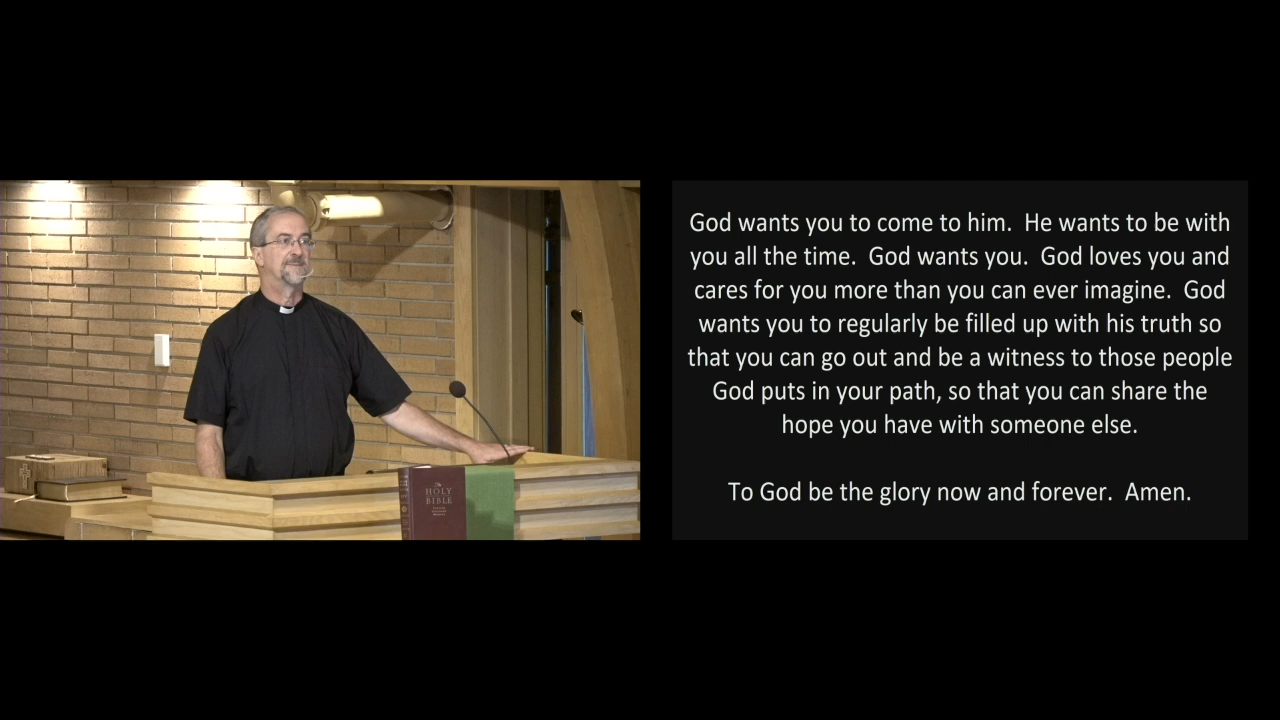 The
HOLY
BIBLE
God wants you to come to him.  He wants to be with
you all the time.  God wants you.  God loves you and
cares for you more than you can ever imagine.  God
wants you to regularly be filled up with his truth so
that you can go out and be a witness to those people
God puts in your path, so that you can share the
hope you have with someone else.
To God be the glory now and forever.  Amen.